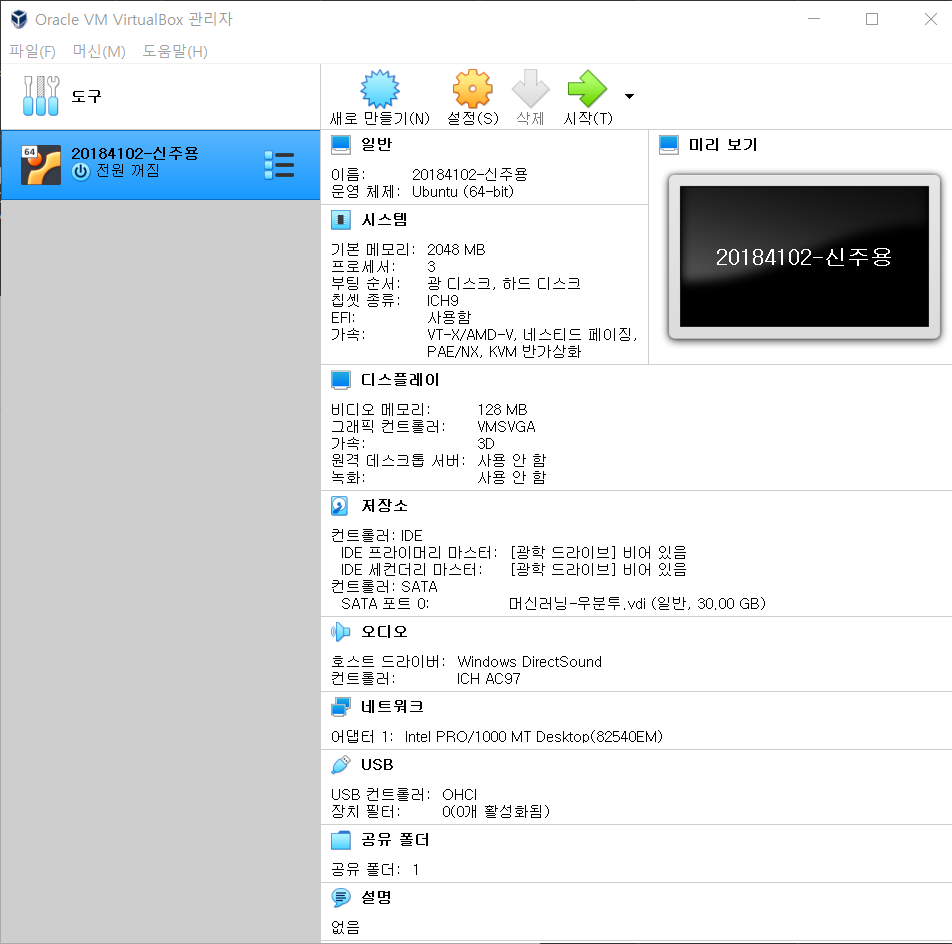 Oracle VM VirtualBox 관리자
파일(F) 머신(M) 도움말(H)
도구
새로 만들기(N) 설정(S) 삭제 시작(T)
64
20184102-신주용
전원 꺼짐
일반
이름: 20184102-신주용
운영 체제: Ubuntu (64-bit)
미리 보기
20184102-신주용
시스템
기본 메모리: 2048 MB
프로세서: 3
부팅 순서: 광 디스크, 하드 디스크
칩셋 종류: ICH9
EFI: 사용함
가속: VT-X/AMD-V, 네스티드 페이징,
PAE/NX, KVM 반가상화
디스플레이
비디오 메모리: 128 MB
그래픽 컨트롤러: VMSVGA
가속: 3D
원격 데스크톱 서버: 사용 안 함
녹화: 사용 안 함
저장소
컨트롤러: IDE
IDE 프라이머리 마스터: [광학 드라이브] 비어 있음
IDE 세컨더리 마스터: [광학 드라이브] 비어 있음
컨트롤러: SATA
SATA 포트 0: 머신러닝-우분투.vdi (일반, 30.00 GB)
오디오
호스트 드라이버: Windows DirectSound
컨트롤러: ICH AC97
네트워크
어댑터 1: Intel PRO/1000 MT Desktop(82540EM)
USB
USB 컨트롤러: OHCI
장치 필터: 0(0개 활성화됨)
공유 폴더
공유 폴더: 1
설명
없음